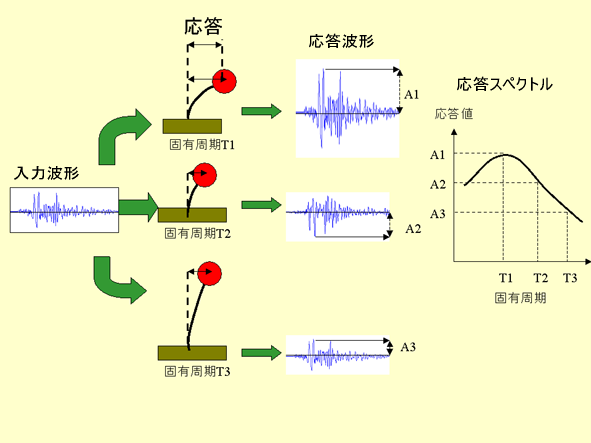 応答
応答波形
A1
固有周期T1
入力波形
固有周期T2
A2
固有周期T3
A3
応答スペクトル
応答値
A1
A2
A3
T1 T2 T3
固有周期